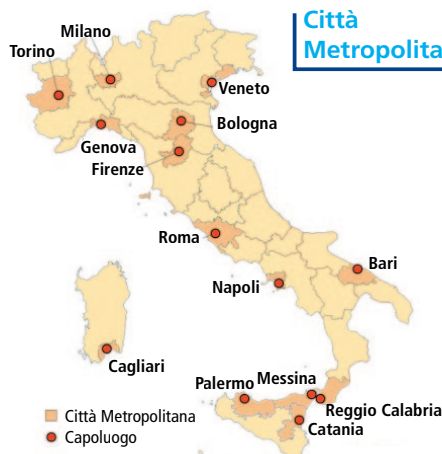 Città
Metropolita
Milano
Torino
Veneto
Bologna
Genova
Firenze
Roma
Bari
Napoli
Cagliari
Palermo
Messina
Reggio Calabria
Catania
Città Metropolitana
Capoluogo